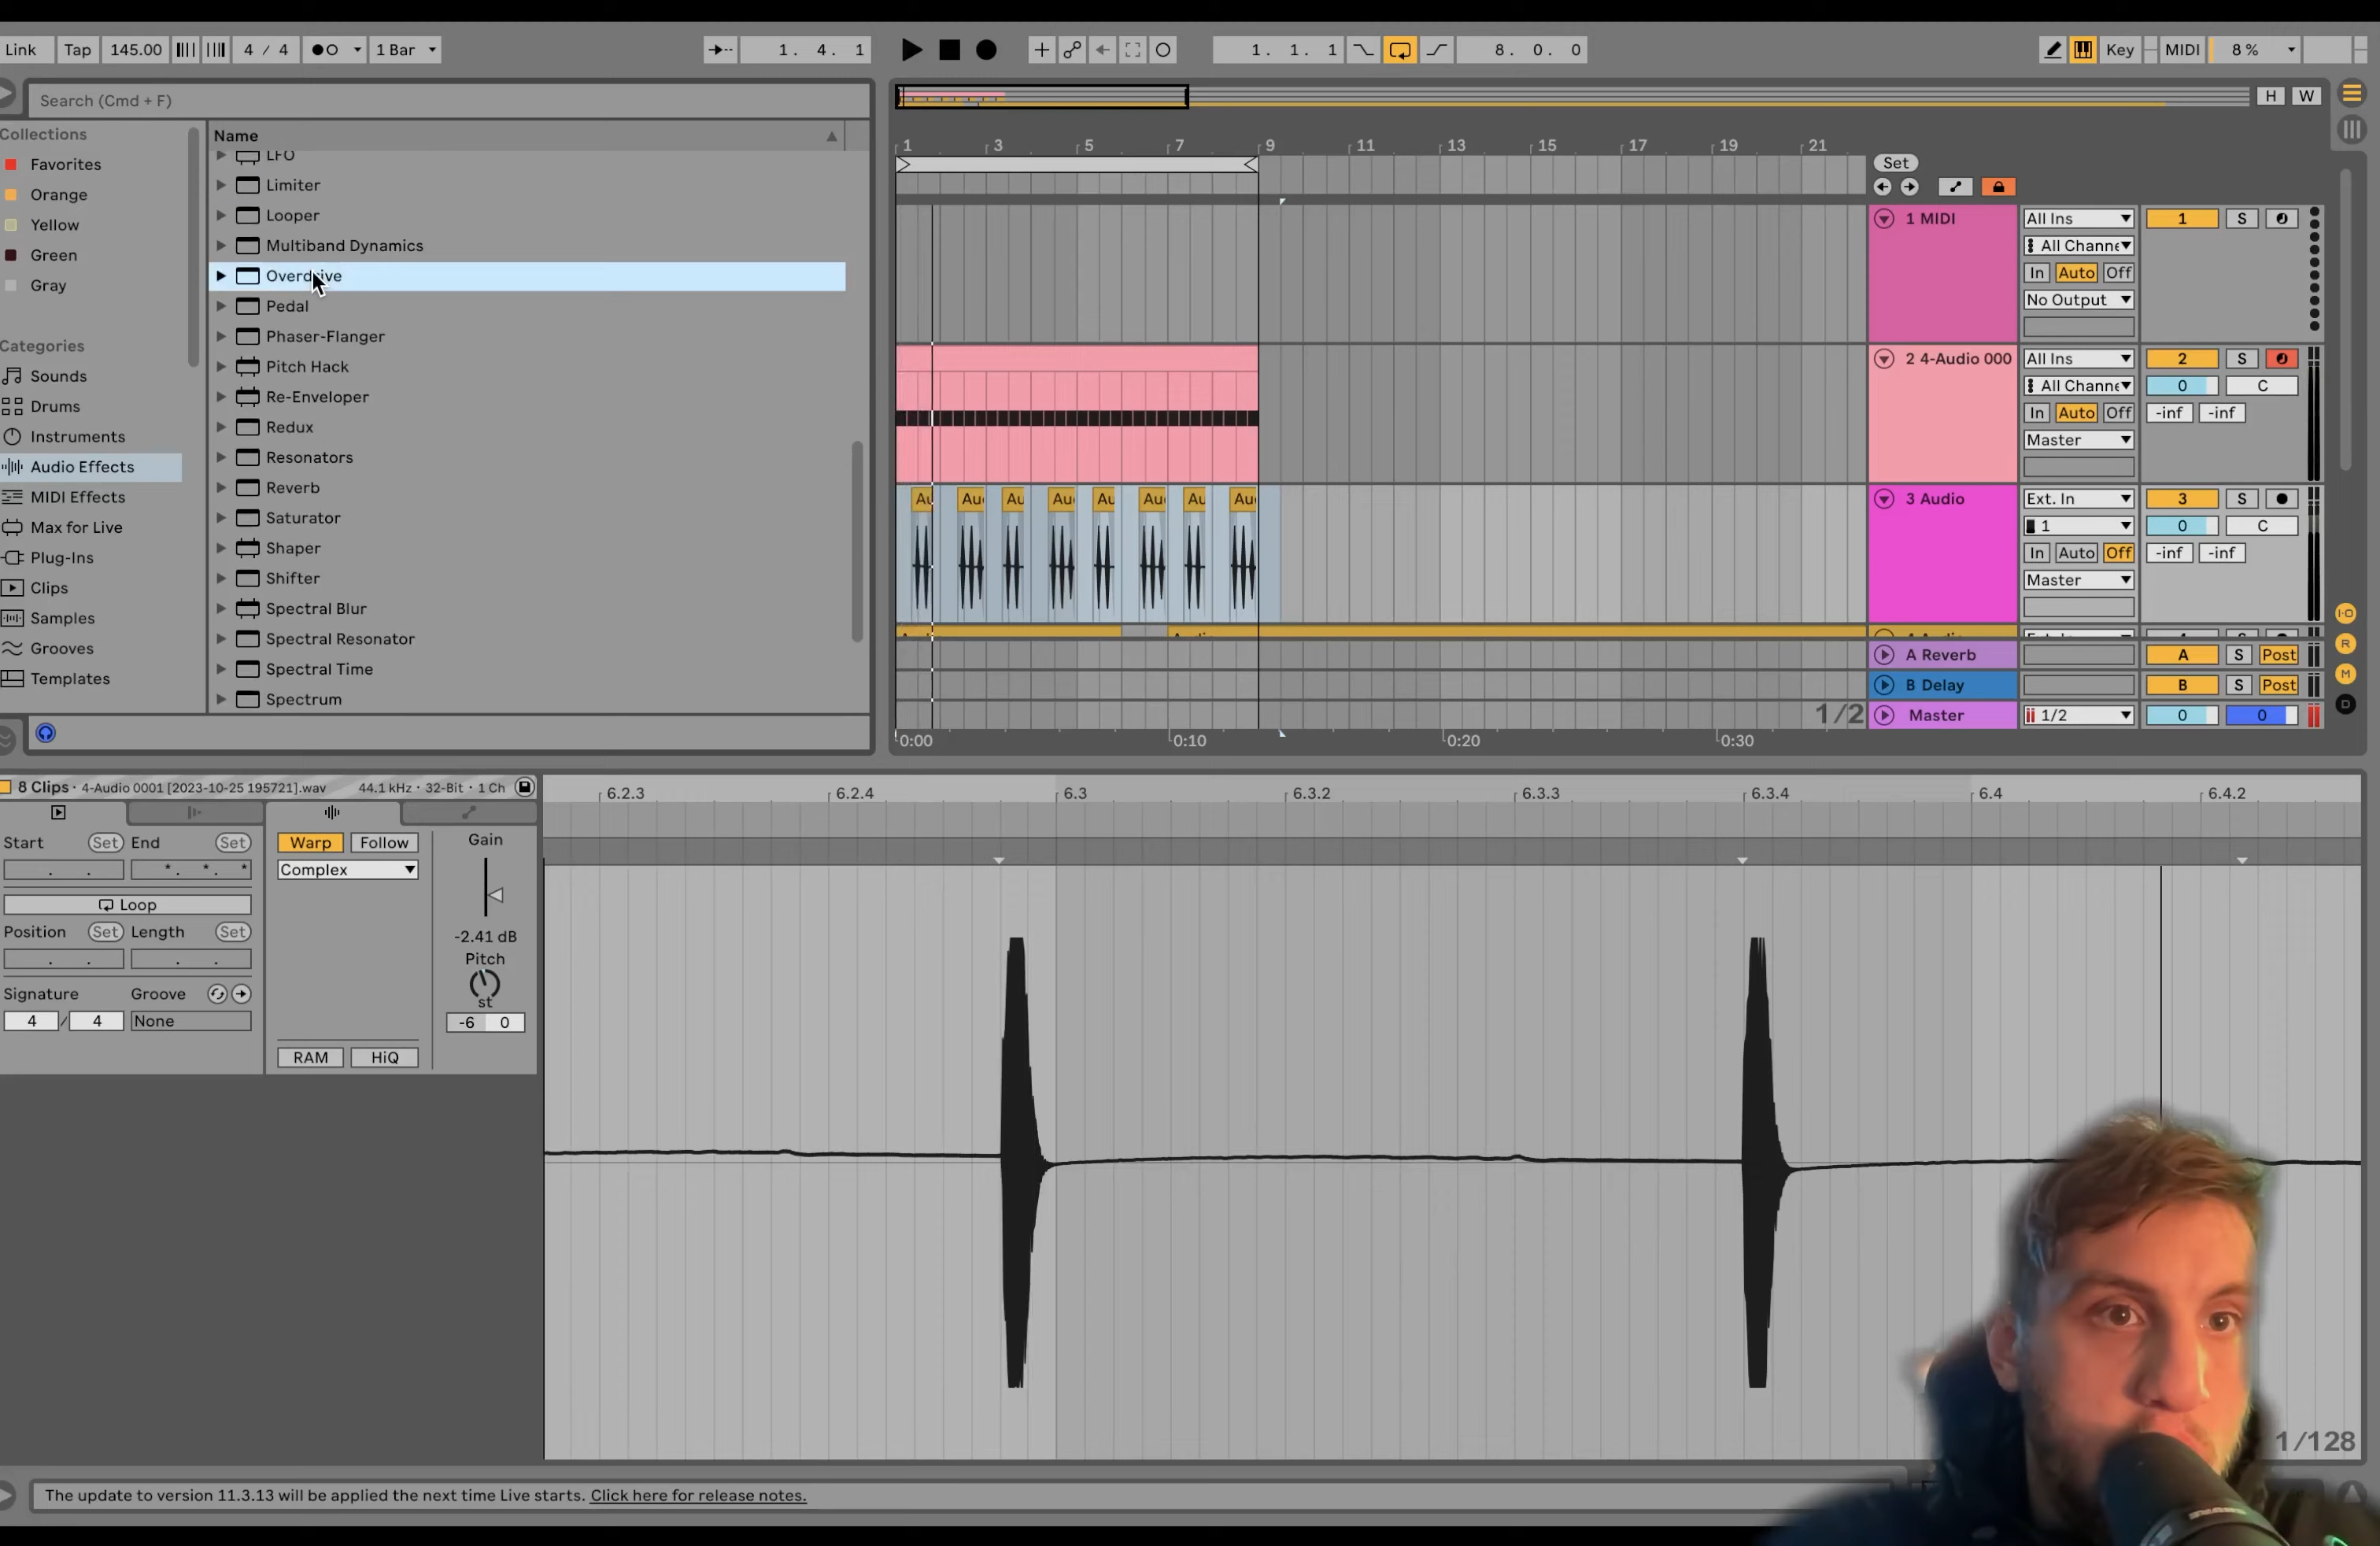 Link Tap 145.00 4 / 4 1 Bar 1. 4. 1 1. 1. 1 8. 0. 0 Key MIDI 8 %
Search (Cmd + F)
H W
Collections
Favorites
Orange
Yellow
Green
Gray
Categories
Sounds
Drums
Instruments
Audio Effects
MIDI Effects
Max for Live
Plug-Ins
Clips
Samples
Grooves
Templates
Name
LFO
Limiter
Looper
Multiband Dynamics
Overdrive
Pedal
Phaser-Flanger
Pitch Hack
Re-Enveloper
Redux
Resonators
Reverb
Saturator
Shaper
Shifter
Spectral Blur
Spectral Resonator
Spectral Time
Spectrum
1 3 5 7 9 11 13 15 17 19 21
Set
1 MIDI All Ins 1 S
All Channe
In Auto Off
No Output
2 4-Audio 000 All Ins 2 S
All Channe 0 C
In Auto Off -inf -inf
Master
Au Aud Au Aud Au Aud Au Aud
3 Audio Ext. In 3 S
1 0 C
In Auto Off -inf -inf
Master
A Reverb A S Post
B Delay B S Post
1/2 Master 1/2 0 0
0:00 0:10 0:20 0:30
I·O
R
M
D
8 Clips · 4-Audio 0001 [2023-10-25 195721].wav 44.1 kHz · 32-Bit · 1 Ch
Start Set End Set
. . *. *. *
Loop
Position Set Length Set
. . . .
Signature Groove
4 / 4 None
Warp Follow
Complex
RAM HiQ
Gain
-2.41 dB
Pitch
st
-6 0
6.2.3 6.2.4 6.3 6.3.2 6.3.3 6.3.4 6.4 6.4.2
1/128
The update to version 11.3.13 will be applied the next time Live starts. Click here for release notes.